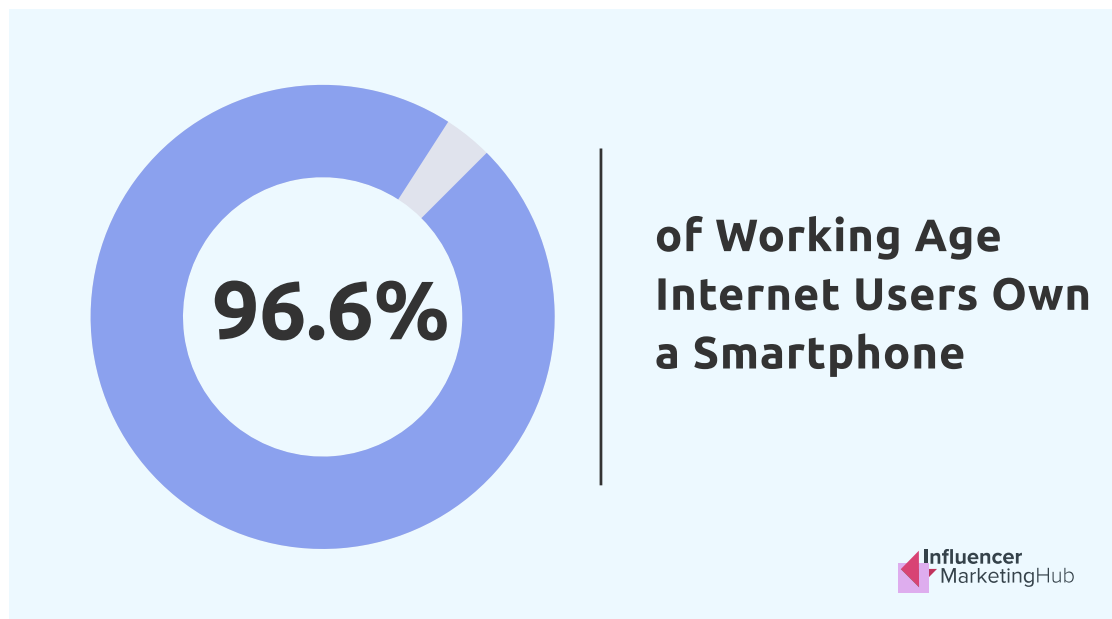 96.6%
of Working Age
Internet Users Own
a Smartphone
Influencer
MarketingHub